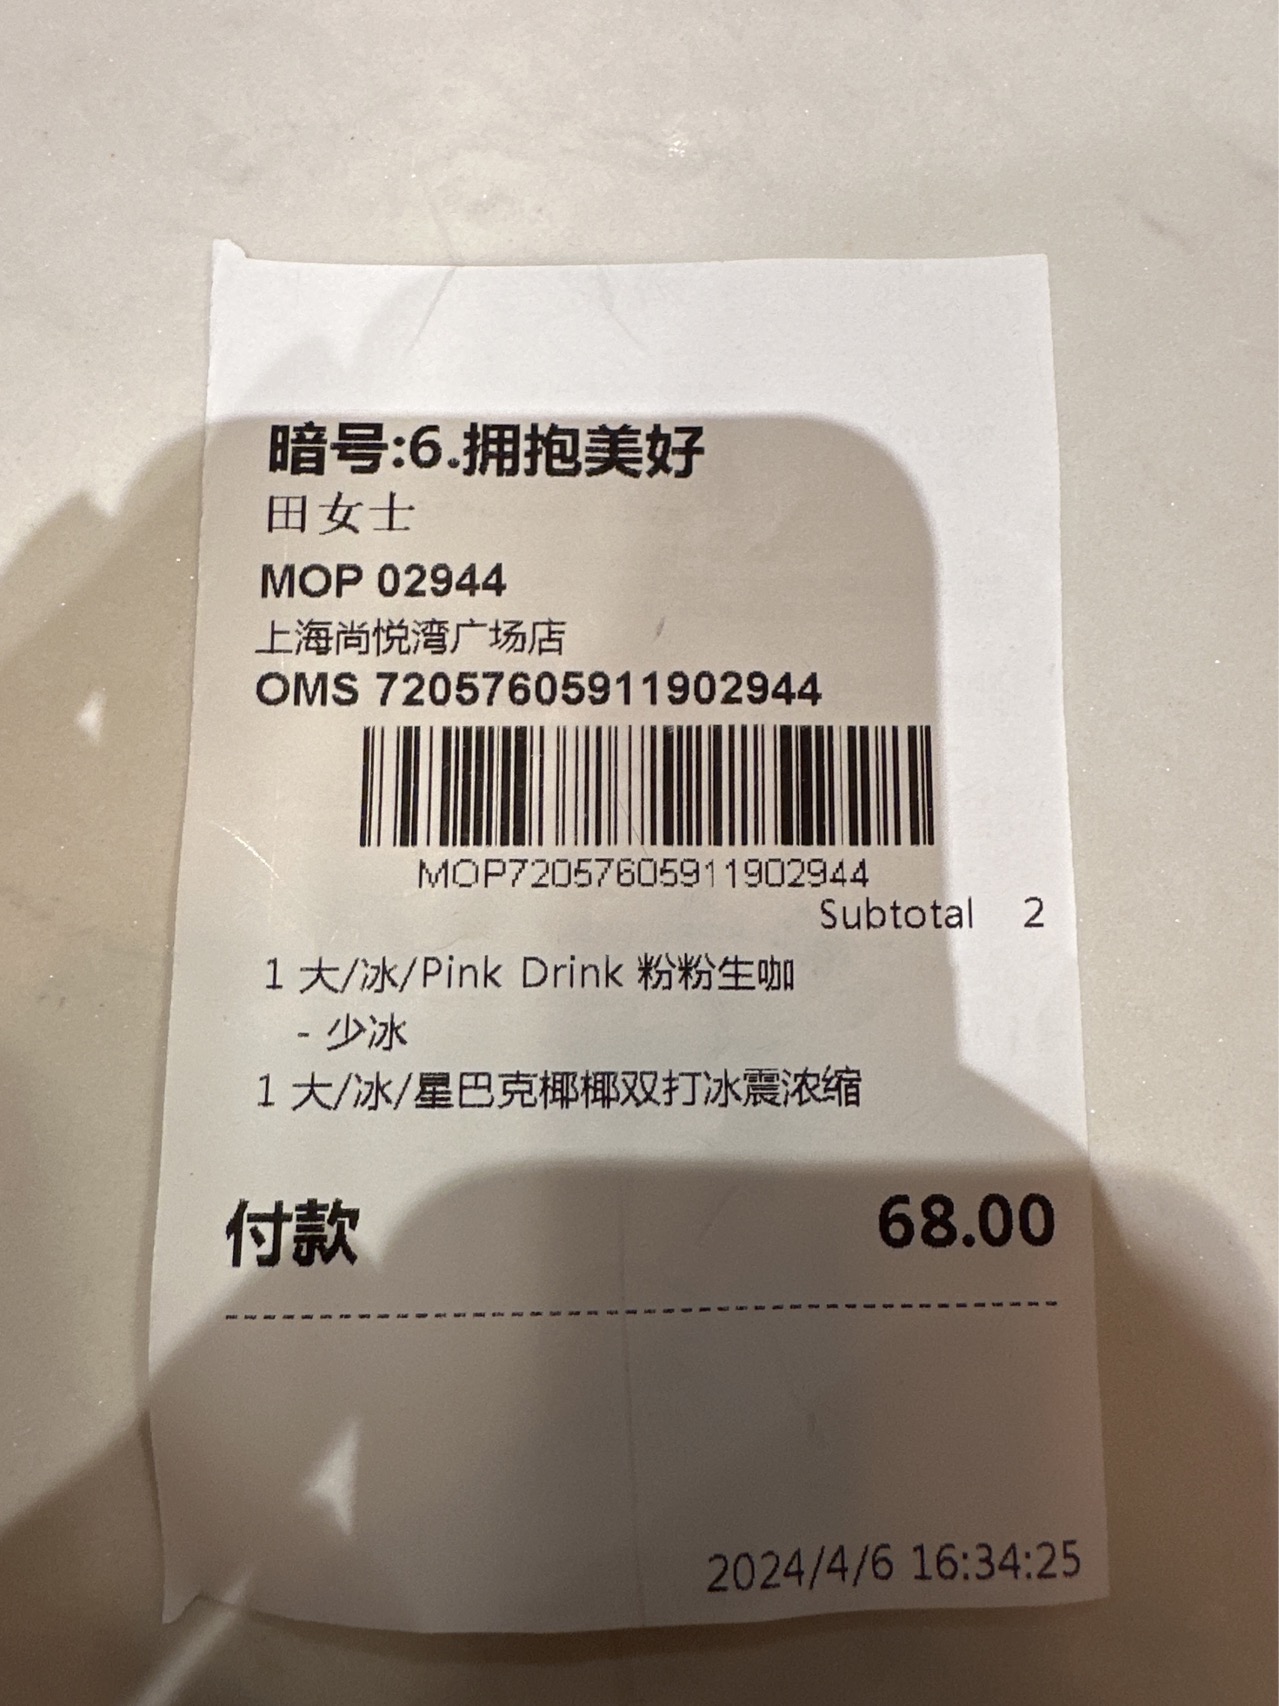 暗号:6.拥抱美好
田女士
MOP 02944
上海尚悦湾广场店
OMS 72057605911902944
MOP72057605911902944
Subtotal 2
1 大/冰/Pink Drink 粉粉生咖
- 少冰
1 大/冰/星巴克椰椰双打冰震浓缩
付款 68.00
2024/4/6 16:34:25